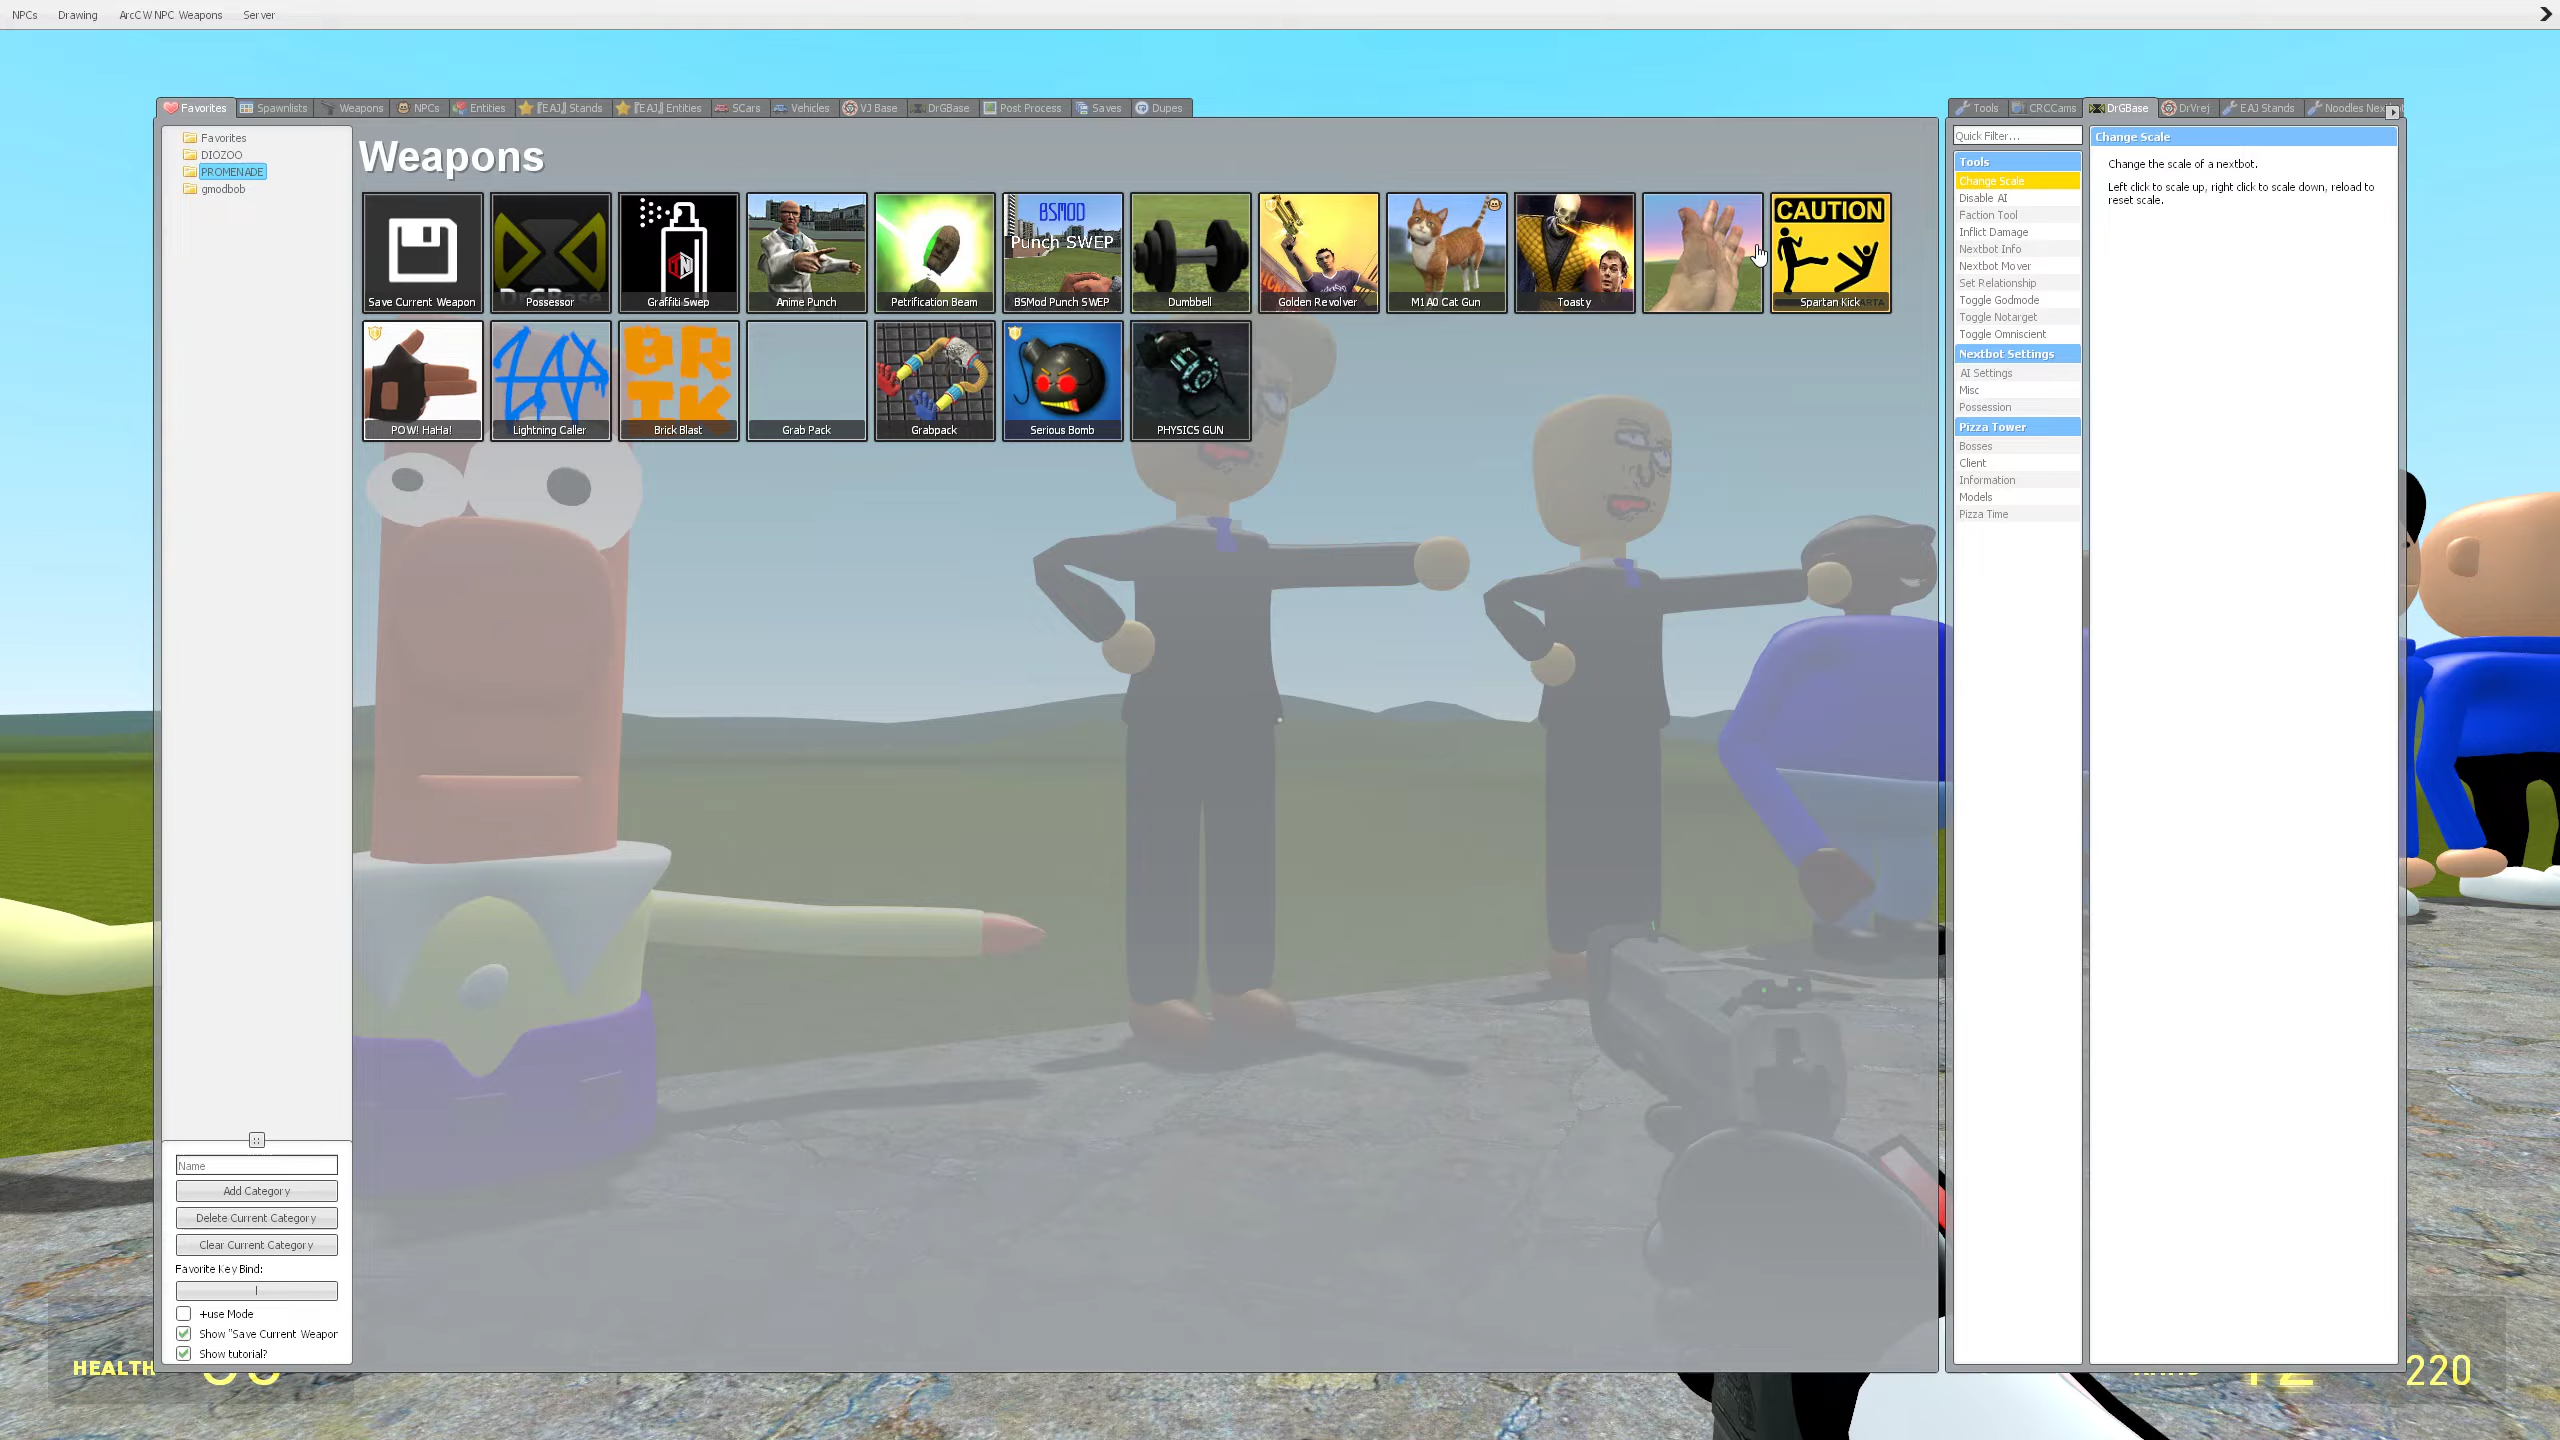 NPCs Drawing ArcCW NPC Weapons Server
Favorites Spawnlists Weapons NPCs Entities [EAJ] Stands [EAJ] Entities SCars Vehicles VJ Base DrGBase Post Process Saves Dupes
Favorites
DIOZOO
PROMENADE
gmodbob
Weapons
Save Current Weapon Possessor Graffiti Swep Anime Punch Petrification Beam BSMOD Punch SWEP BSMod Punch SWEP Dumbbell Golden Revolver M1A0 Cat Gun Toasty CAUTION Spartan Kick
POW! HaHa! Lightning Caller BRIK Brick Blast Grab Pack Grabpack Serious Bomb PHYSICS GUN
Name
Add Category
Delete Current Category
Clear Current Category
Favorite Key Bind:
+use Mode
Show "Save Current Weapon
Show tutorial?
Tools CRCCams DrGBase DrVrej EAJ Stands Noodles Nex
Quick Filter...
Tools
Change Scale
Disable AI
Faction Tool
Inflict Damage
Nextbot Info
Nextbot Mover
Set Relationship
Toggle Godmode
Toggle Notarget
Toggle Omniscient
Nextbot Settings
AI Settings
Misc
Possession
Pizza Tower
Bosses
Client
Information
Models
Pizza Time
Change Scale
Change the scale of a nextbot.
Left click to scale up, right click to scale down, reload to
reset scale.
HEALTH
220